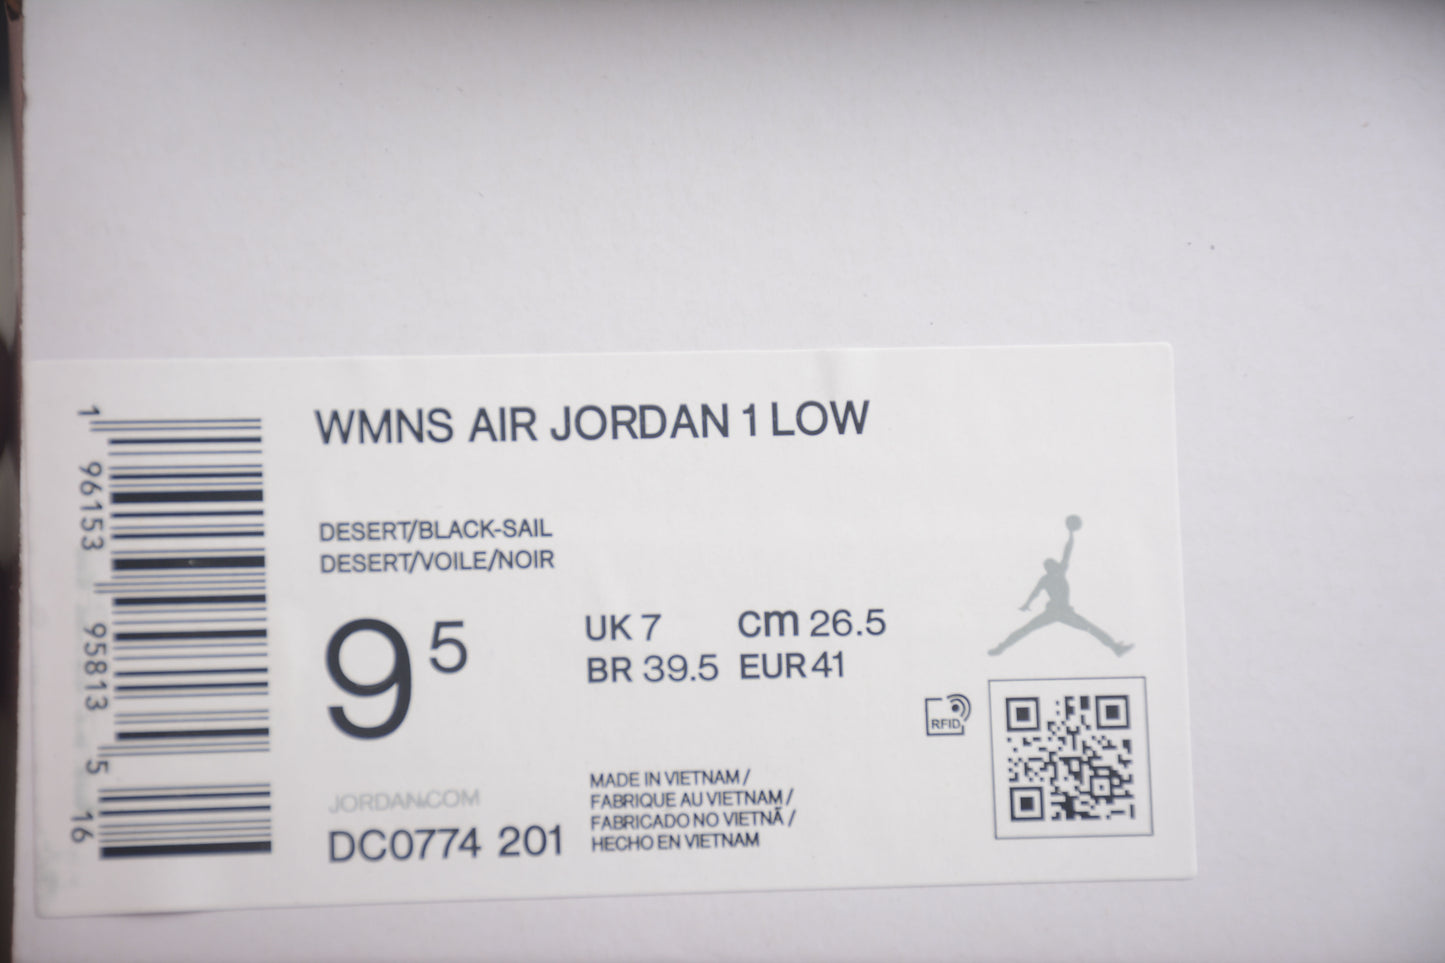 WMNS AIR JORDAN 1 LOW
DESERT/BLACK-SAIL
DESERT/VOILE/NOIR
9 5
UK 7 cm 26.5
BR 39.5 EUR 41
RFID
JORDAN.COM
DC0774 201
MADE IN VIETNAM /
FABRIQUE AU VIETNAM /
FABRICADO NO VIETNÃ /
HECHO EN VIETNAM
1 96153 95813 5 16